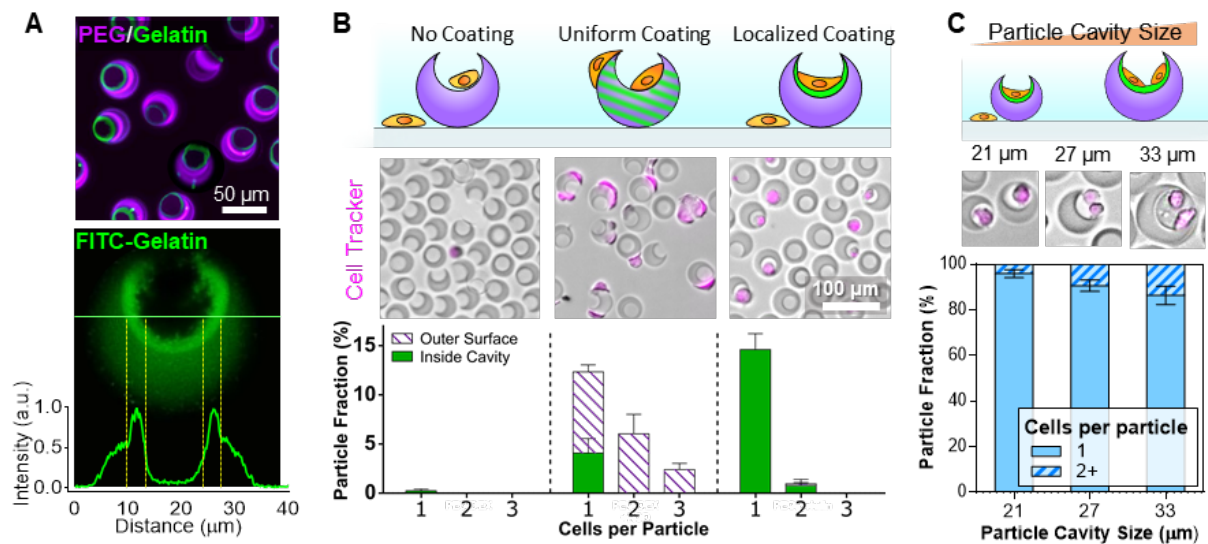 A
PEG/Gelatin
50 µm
FITC-Gelatin
Intensity (a.u.)
1.0
0.5
0.0
0 10 20 30 40
Distance (µm)
B
No Coating
Uniform Coating
Localized Coating
Cell Tracker
100 µm
Outer Surface
Inside Cavity
Particle Fraction (%)
15
10
5
0
1 2 3 1 2 3 1 2 3
Cells per Particle
C
Particle Cavity Size
21 µm 27 µm 33 µm
Particle Fraction (%)
100
80
60
40
20
0
Cells per particle
1
2+
21 27 33
Particle Cavity Size (µm)